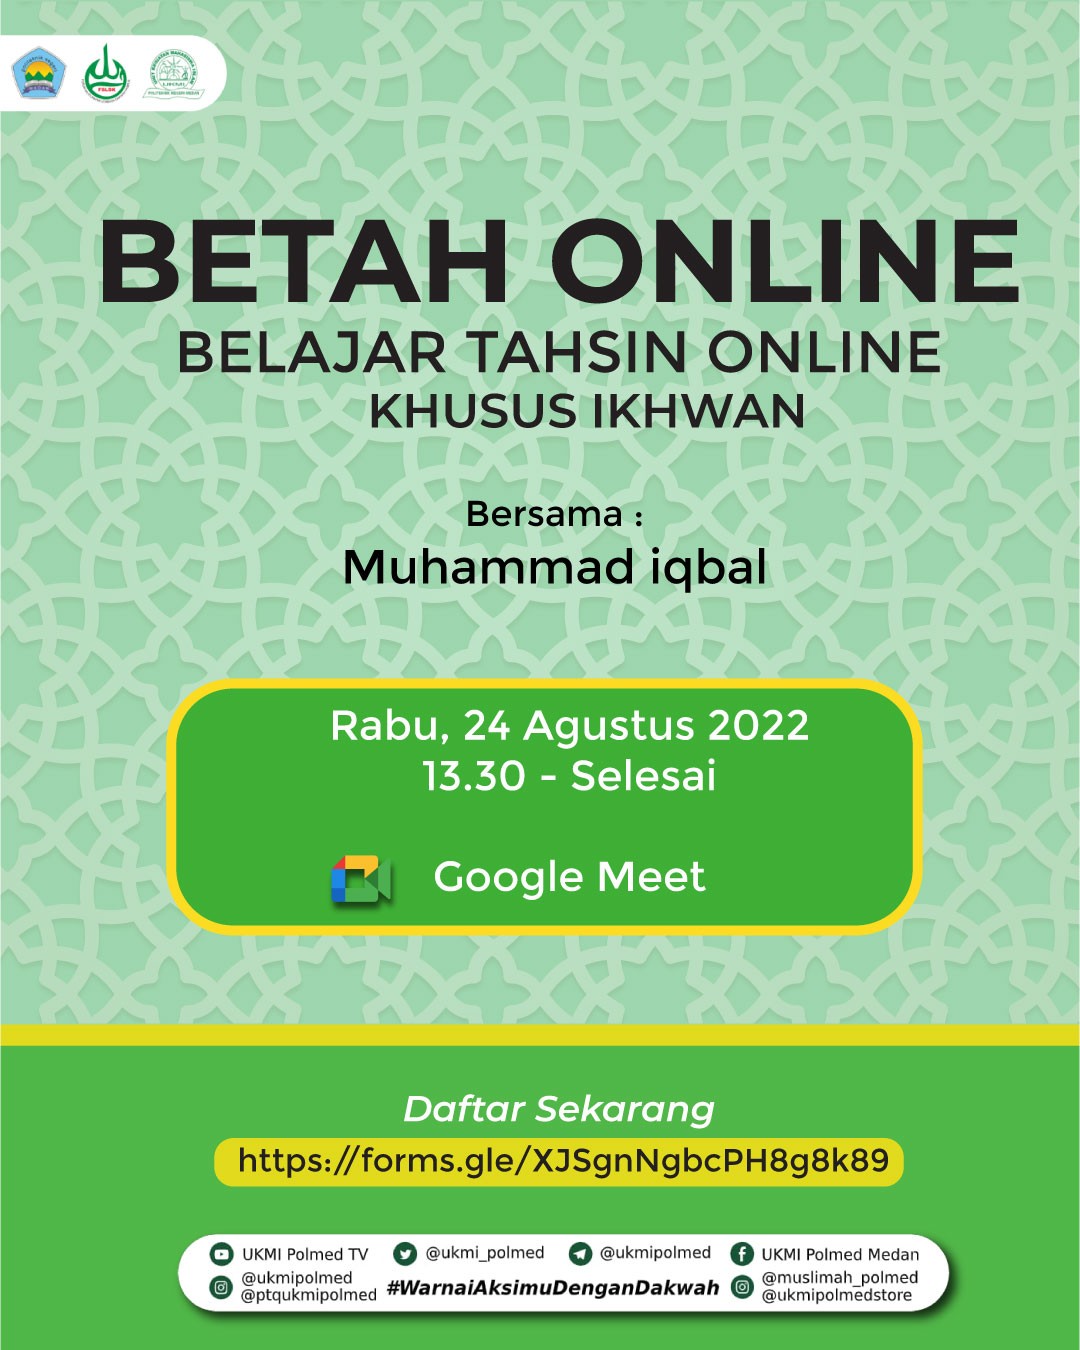 FSLDK
BETAH ONLINE
BELAJAR TAHSIN ONLINE
KHUSUS IKHWAN
Bersama :
Muhammad iqbal
Rabu, 24 Agustus 2022
13.30 - Selesai
Google Meet
Daftar Sekarang
https://forms.gle/XJSgnNgbcPH8g8k89
UKMI Polmed TV
@ukmi_polmed
@ukmipolmed
UKMI Polmed Medan
@ukmipolmed
@ptqukmipolmed
#WarnaiAksimuDenganDakwah
@muslimah_polmed
@ukmipolmedstore